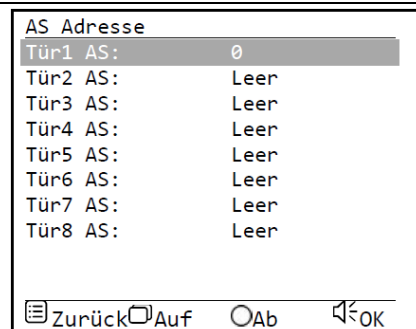 AS Adresse
Tür1 AS: 0
Tür2 AS: Leer
Tür3 AS: Leer
Tür4 AS: Leer
Tür5 AS: Leer
Tür6 AS: Leer
Tür7 AS: Leer
Tür8 AS: Leer
Zurück Auf Ab OK